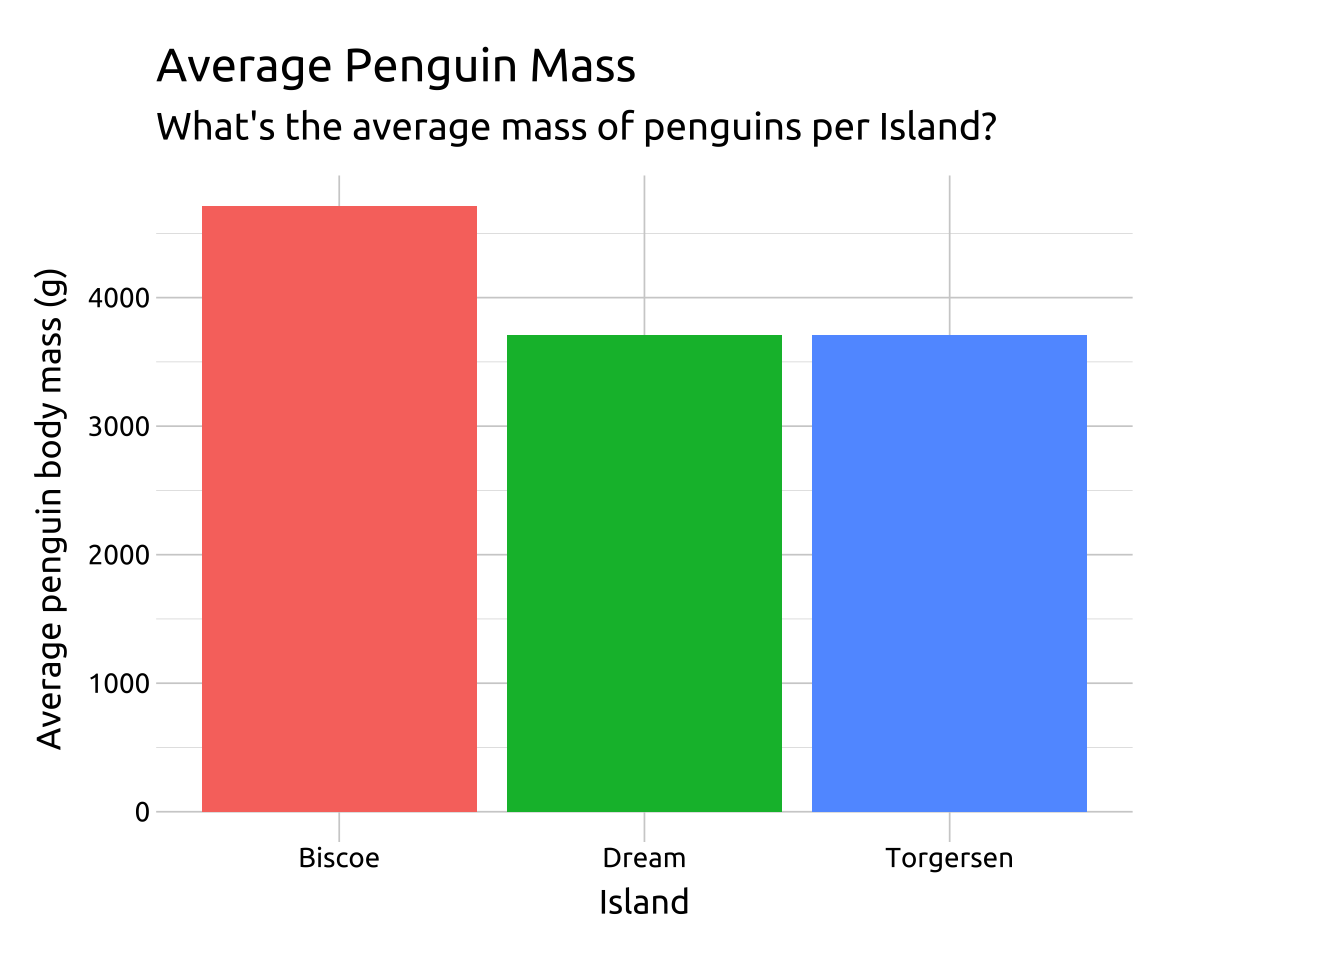 Average Penguin Mass
What's the average mass of penguins per Island?
Average penguin body mass (g)
4000
3000
2000
1000
0
Biscoe
Dream
Torgersen
Island